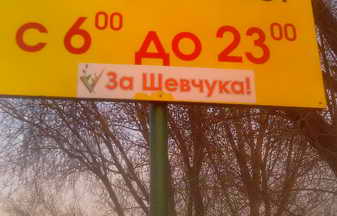 с 6⁰⁰ до 23⁰⁰
За Шевчука!